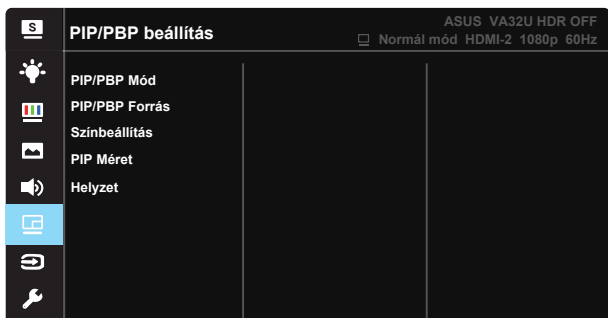 S
PIP/PBP beállítás
ASUS VA32U HDR OFF
Normál mód HDMI-2 1080p 60Hz
PIP/PBP Mód
PIP/PBP Forrás
Színbeállítás
PIP Méret
Helyzet